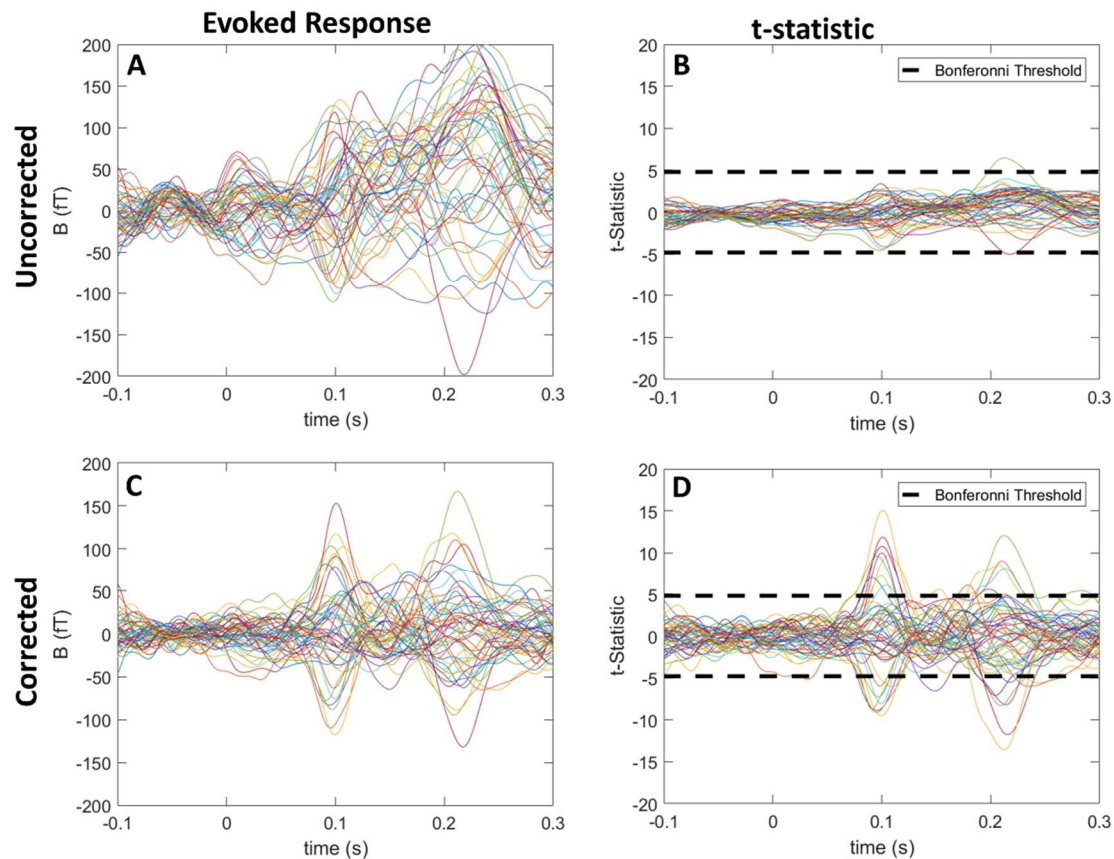 Evoked Response
t-statistic
Uncorrected
A
200
150
100
50
0
-50
-100
-150
-200
B (fT)
-0.1 0 0.1 0.2 0.3
time (s)
B
Bonferonni Threshold
20
15
10
5
0
-5
-10
-15
-20
t-Statistic
-0.1 0 0.1 0.2 0.3
time (s)
Corrected
C
200
150
100
50
0
-50
-100
-150
-200
B (fT)
-0.1 0 0.1 0.2 0.3
time (s)
D
Bonferonni Threshold
20
15
10
5
0
-5
-10
-15
-20
t-Statistic
-0.1 0 0.1 0.2 0.3
time (s)